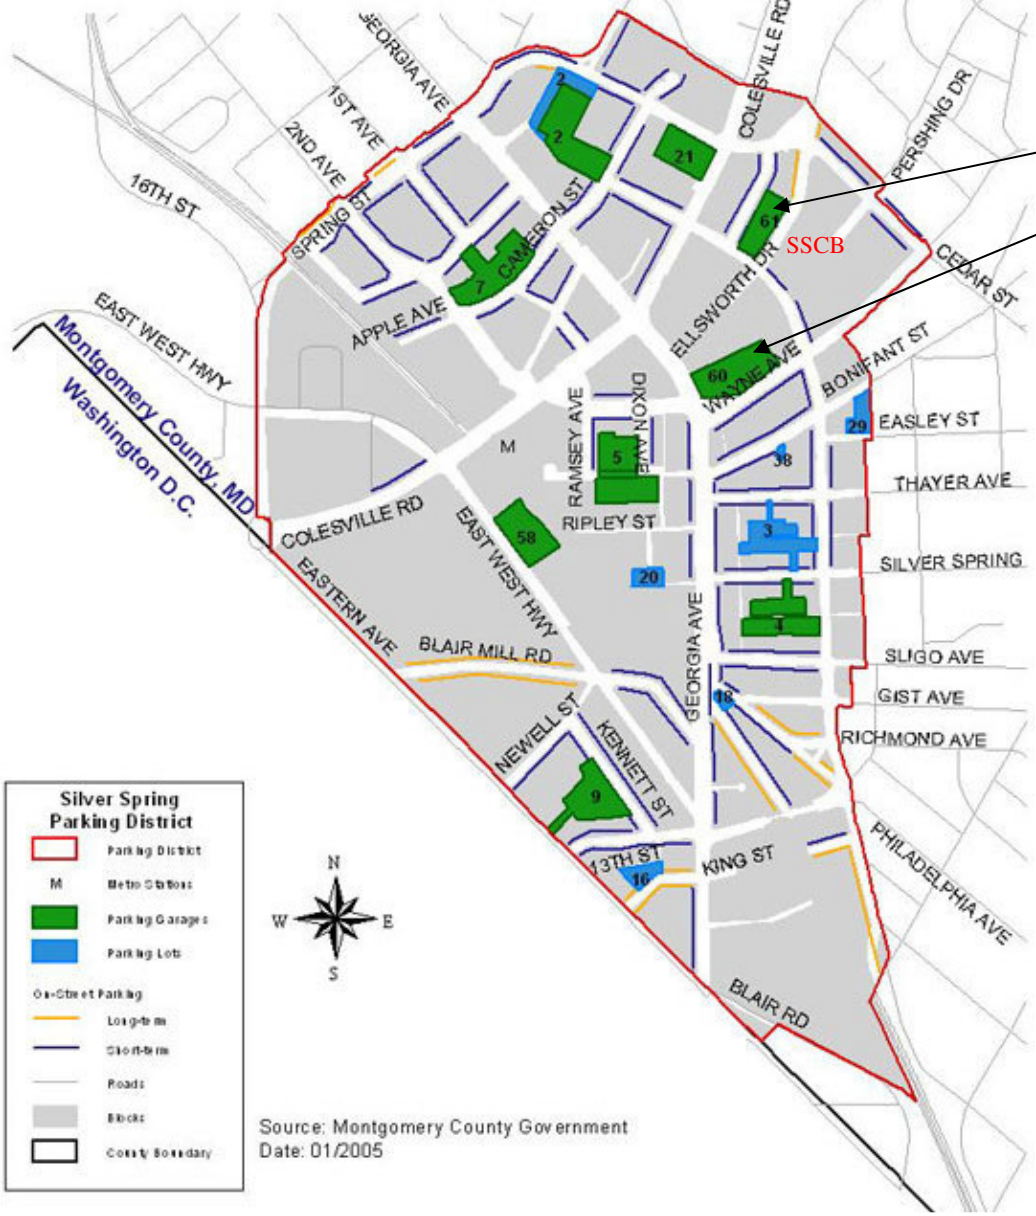 GEORGIA AVE
COLESVILLE RD
1ST AVE
2ND AVE
PERSHING DR
16TH ST
SPRING ST
2
2
21
CAMERON ST
61
SSCB
7
ELLSWORTH DR
CEDAR ST
APPLE AVE
EAST WEST HWY
Montgomery County, MD
Washington D.C.
60
WAYNE AVE
BONIFANT ST
RAMSEY AVE
DIXON AVE
29
EASLEY ST
M
5
38
THAYER AVE
COLESVILLE RD
RIPLEY ST
58
EAST WEST HWY
3
20
SILVER SPRING
EASTERN AVE
GEORGIA AVE
4
BLAIR MILL RD
SLIGO AVE
18
GIST AVE
NEWELL ST
KENNETT ST
RICHMOND AVE
9
13TH ST
KING ST
16
PHILADELPHIA AVE
BLAIR RD
Silver Spring
Parking District
Parking District
M Metro Stations
Parking Garages
Parking Lots
On-Street Parking
Long-term
Short-term
Roads
Blocks
County Boundary
N
W E
S
Source: Montgomery County Government
Date: 01/2005